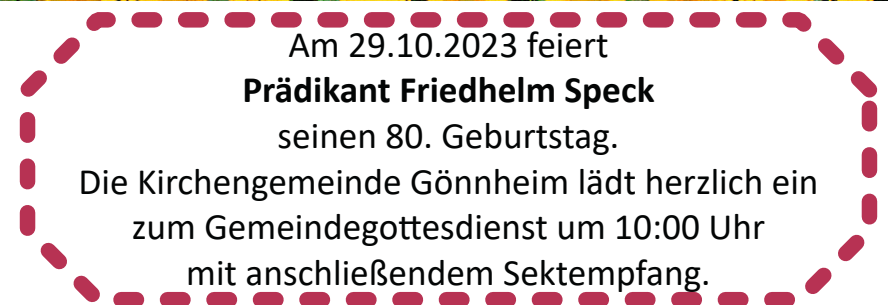 Am 29.10.2023 feiert
Prädikant Friedhelm Speck
seinen 80. Geburtstag.
Die Kirchengemeinde Gönnheim lädt herzlich ein
zum Gemeindegottesdienst um 10:00 Uhr
mit anschließendem Sektempfang.